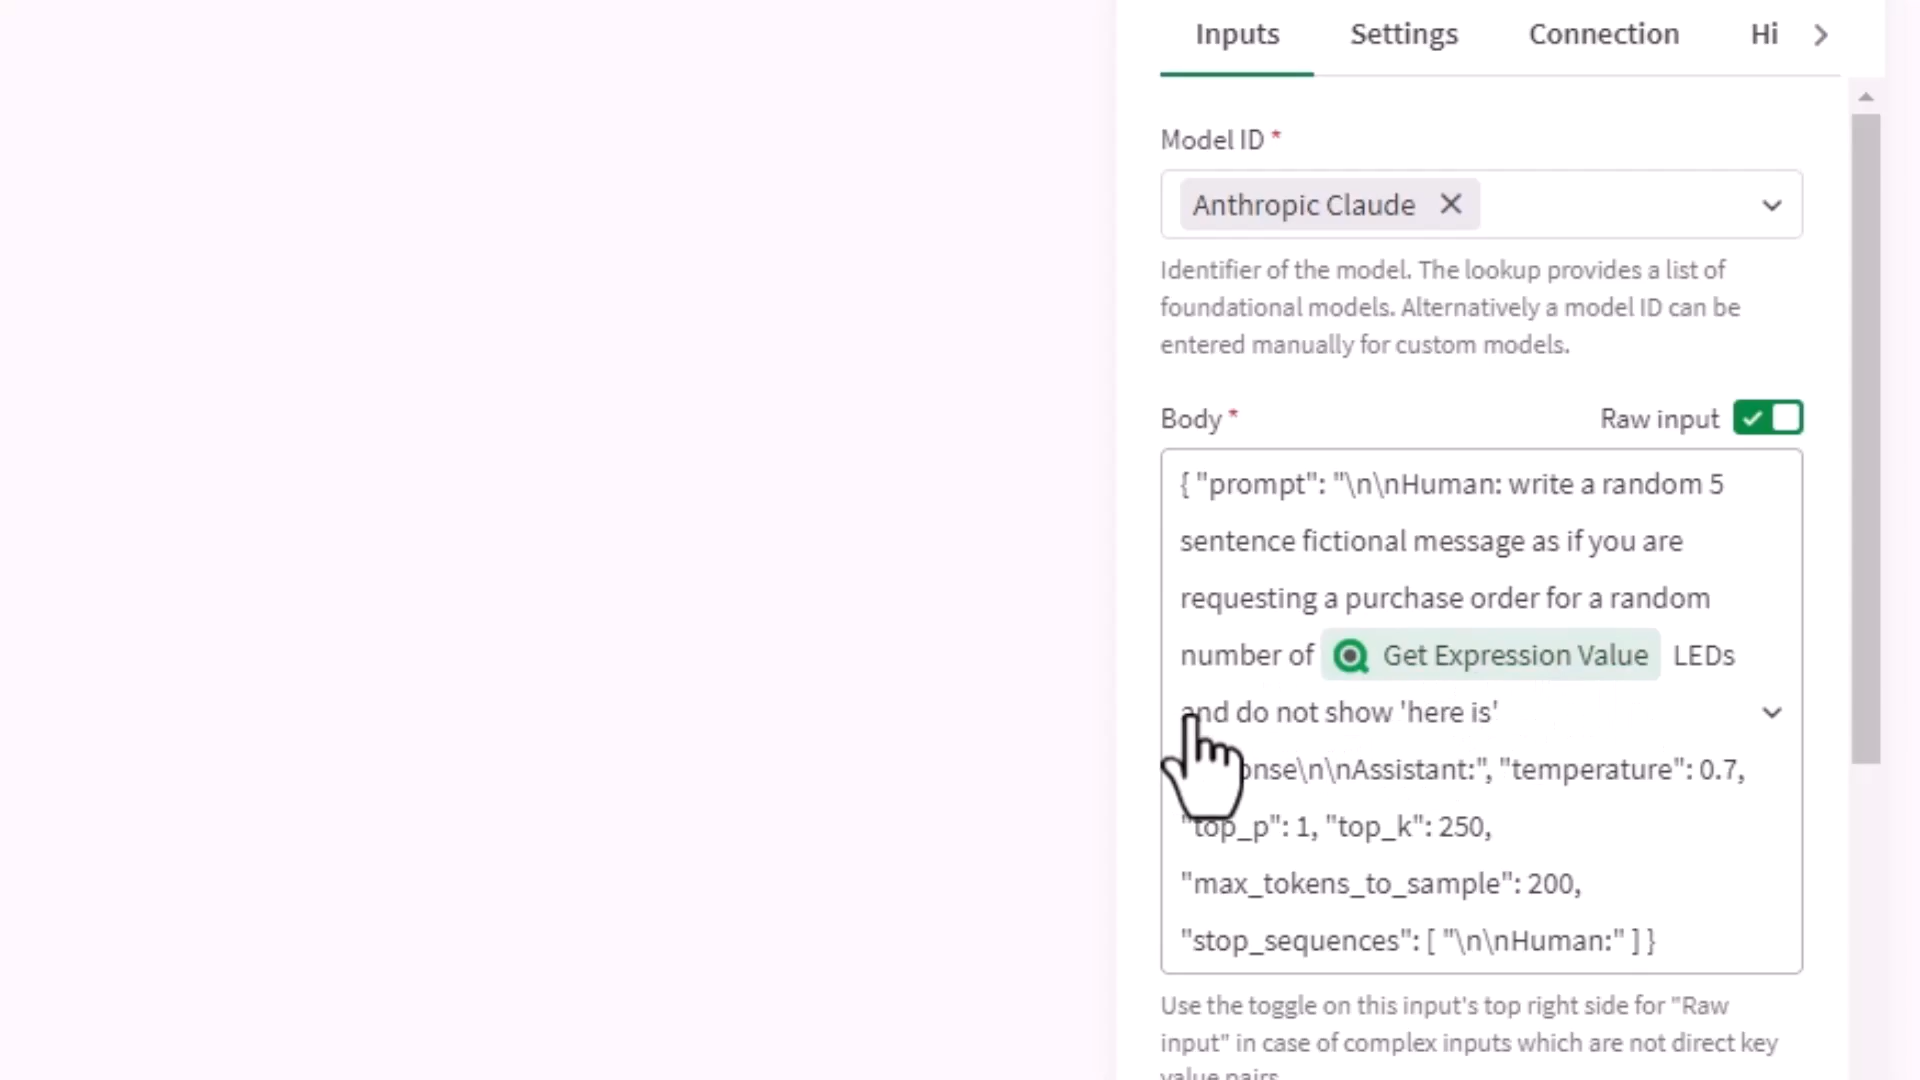 Inputs Settings Connection Hi
Model ID *
Anthropic Claude
Identifier of the model. The lookup provides a list of
foundational models. Alternatively a model ID can be
entered manually for custom models.
Body * Raw input
{ "prompt": "\n\nHuman: write a random 5
sentence fictional message as if you are
requesting a purchase order for a random
number of Get Expression Value LEDs
and do not show 'here is'
onse\n\nAssistant:", "temperature": 0.7,
"top_p": 1, "top_k": 250,
"max_tokens_to_sample": 200,
"stop_sequences": [ "\n\nHuman:" ] }
Use the toggle on this input's top right side for "Raw
input" in case of complex inputs which are not direct key
value pairs